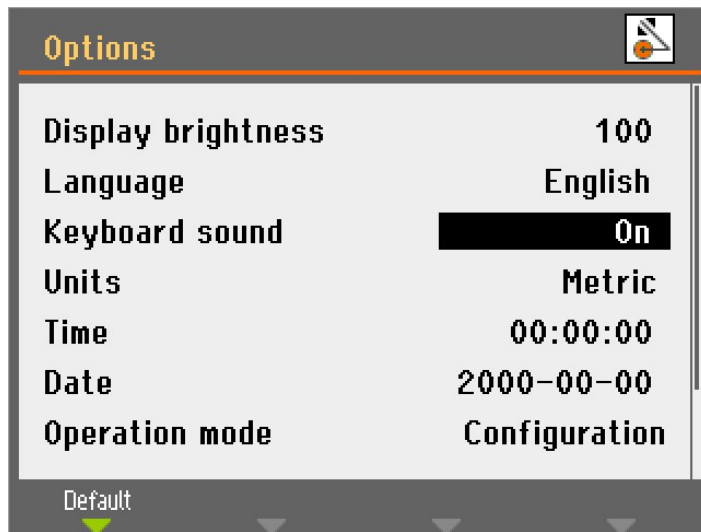 Options
Display brightness 100
Language English
Keyboard sound On
Units Metric
Time 00:00:00
Date 2000-00-00
Operation mode Configuration
Default